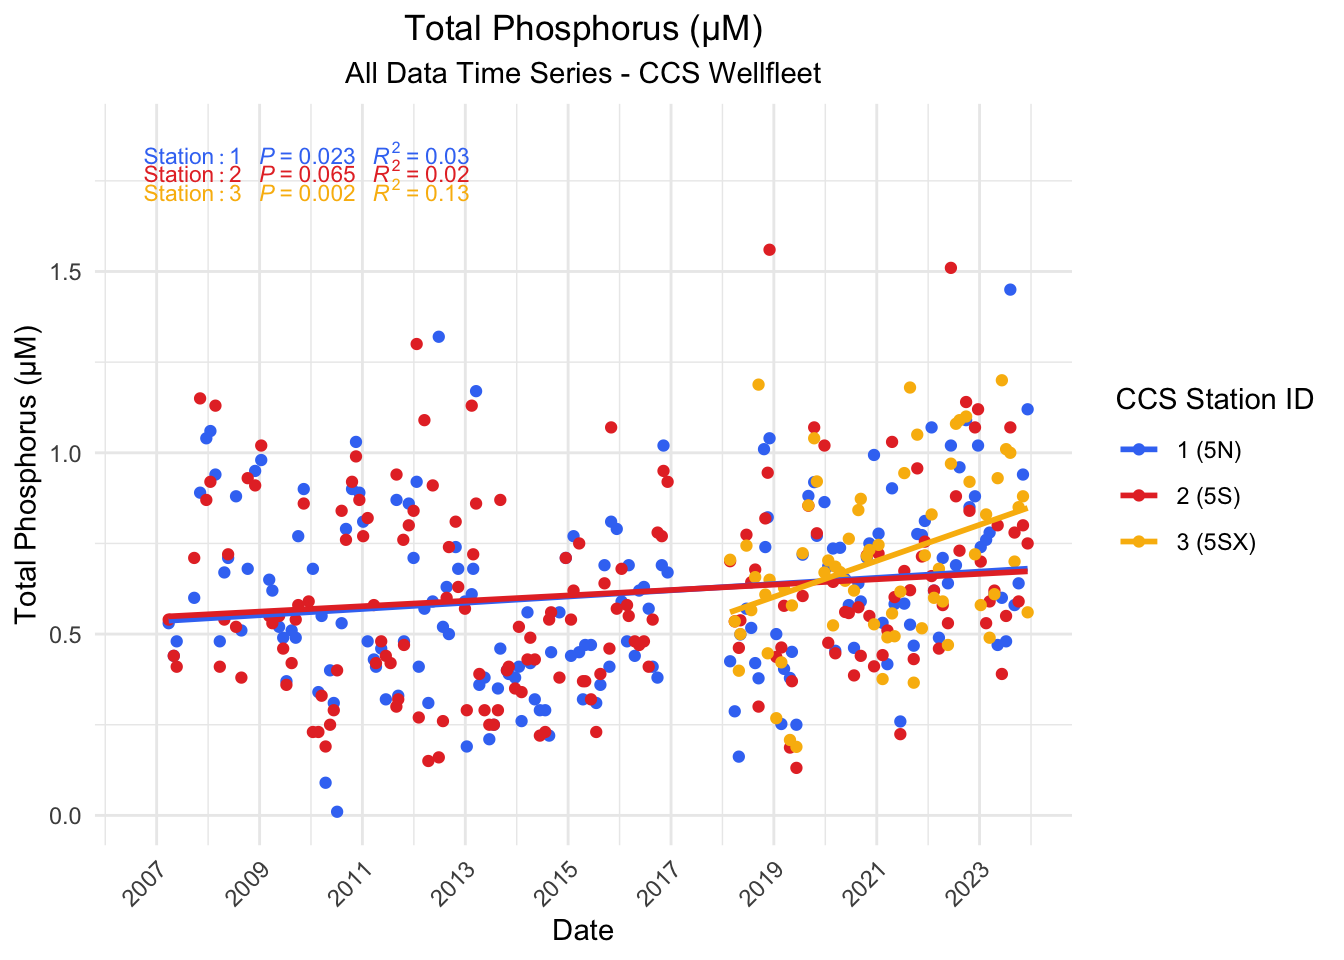 Total Phosphorus (µM)
All Data Time Series - CCS Wellfleet
Station : 1 P = 0.023 R² = 0.03
Station : 2 P = 0.065 R² = 0.02
Station : 3 P = 0.002 R² = 0.13
Total Phosphorus (µM)
1.5
1.0
0.5
0.0
2007 2009 2011 2013 2015 2017 2019 2021 2023
Date
CCS Station ID
1 (5N)
2 (5S)
3 (5SX)